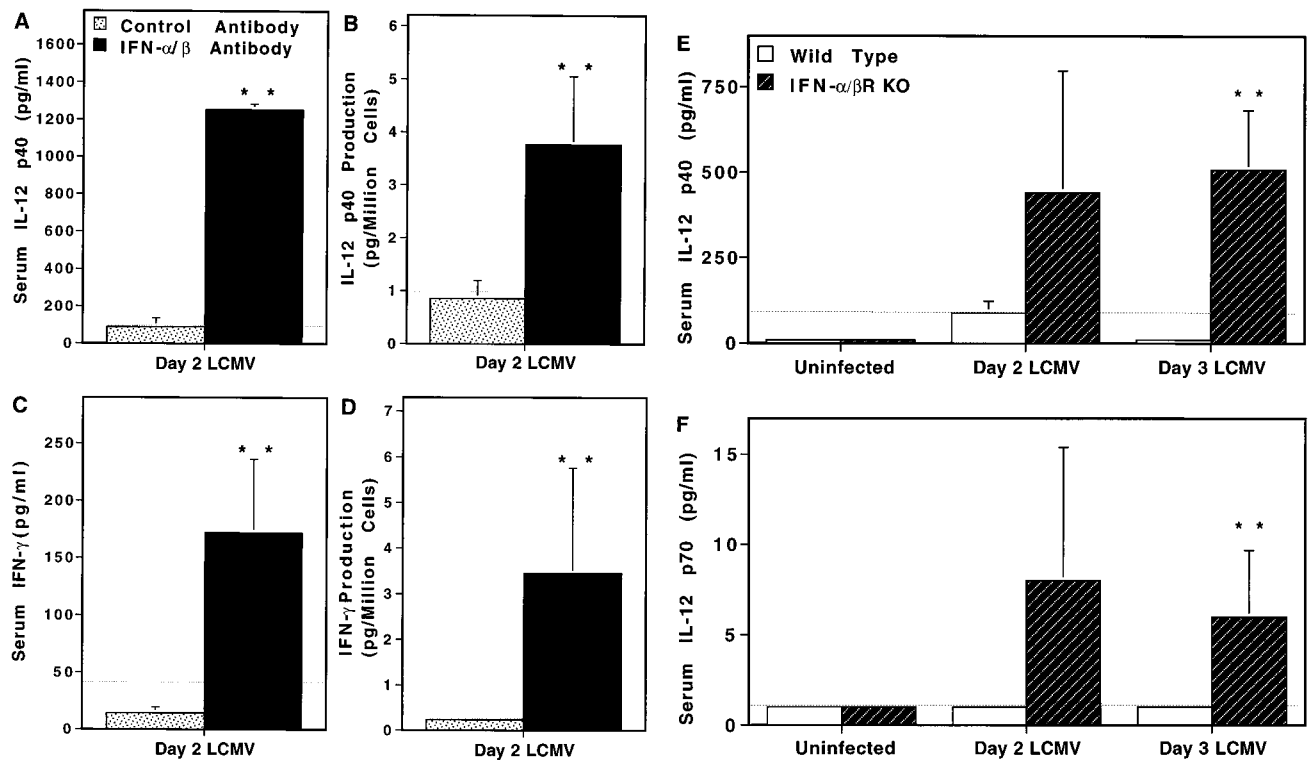 A
Control Antibody
IFN-α/β Antibody
Serum IL-12 p40 (pg/ml)
1600
1400
1200
1000
800
600
400
200
0
* *
Day 2 LCMV
B
IL-12 p40 Production
(pg/Million Cells)
6
5
4
3
2
1
0
* *
Day 2 LCMV
C
Serum IFN-γ (pg/ml)
250
200
150
100
50
0
* *
Day 2 LCMV
D
IFN-γ Production
(pg/Million Cells)
7
6
5
4
3
2
1
0
* *
Day 2 LCMV
E
Wild Type
IFN-α/βR KO
Serum IL-12 p40 (pg/ml)
750
500
250
0
* *
Uninfected
Day 2 LCMV
Day 3 LCMV
F
Serum IL-12 p70 (pg/ml)
15
10
5
0
* *
Uninfected
Day 2 LCMV
Day 3 LCMV